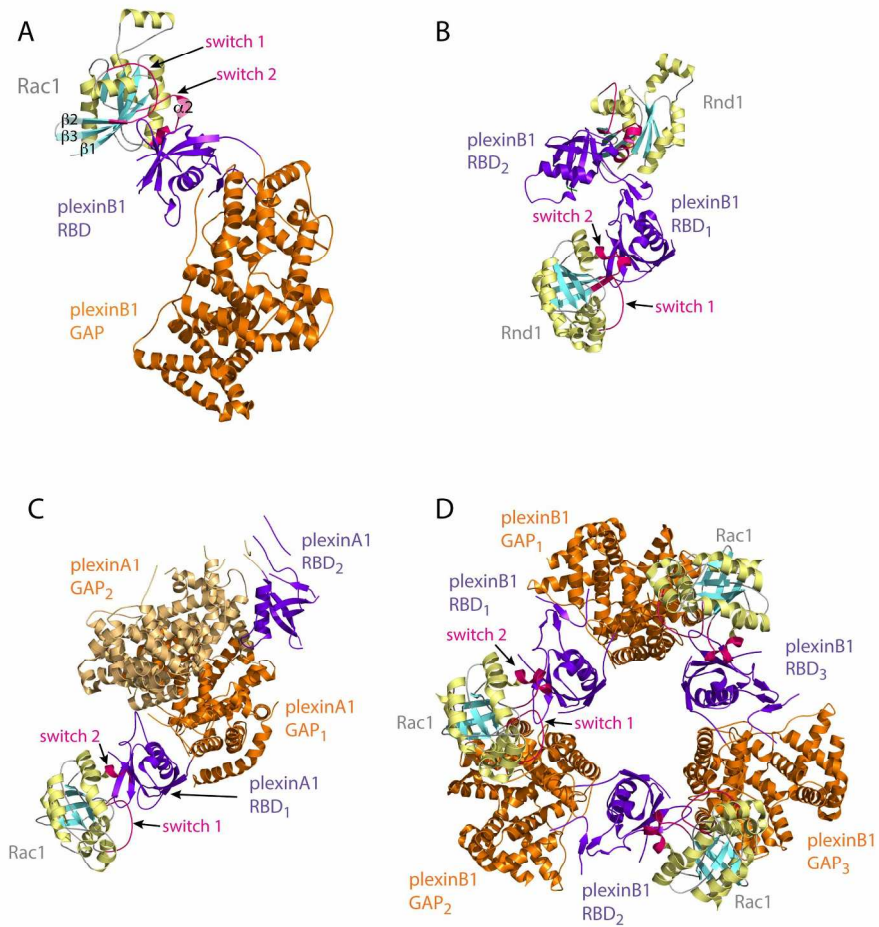 A
switch 1
switch 2
Rac1
α2
β2
β3
β1
plexinB1
RBD
plexinB1
GAP
B
Rnd1
plexinB1
RBD2
plexinB1
RBD1
switch 2
switch 1
Rnd1
C
plexinA1
RBD2
plexinA1
GAP2
plexinA1
GAP1
switch 2
plexinA1
RBD1
Rac1
switch 1
D
plexinB1
GAP1
Rac1
plexinB1
RBD1
switch 2
plexinB1
RBD3
Rac1
switch 1
plexinB1
GAP2
plexinB1
RBD2
Rac1
plexinB1
GAP3